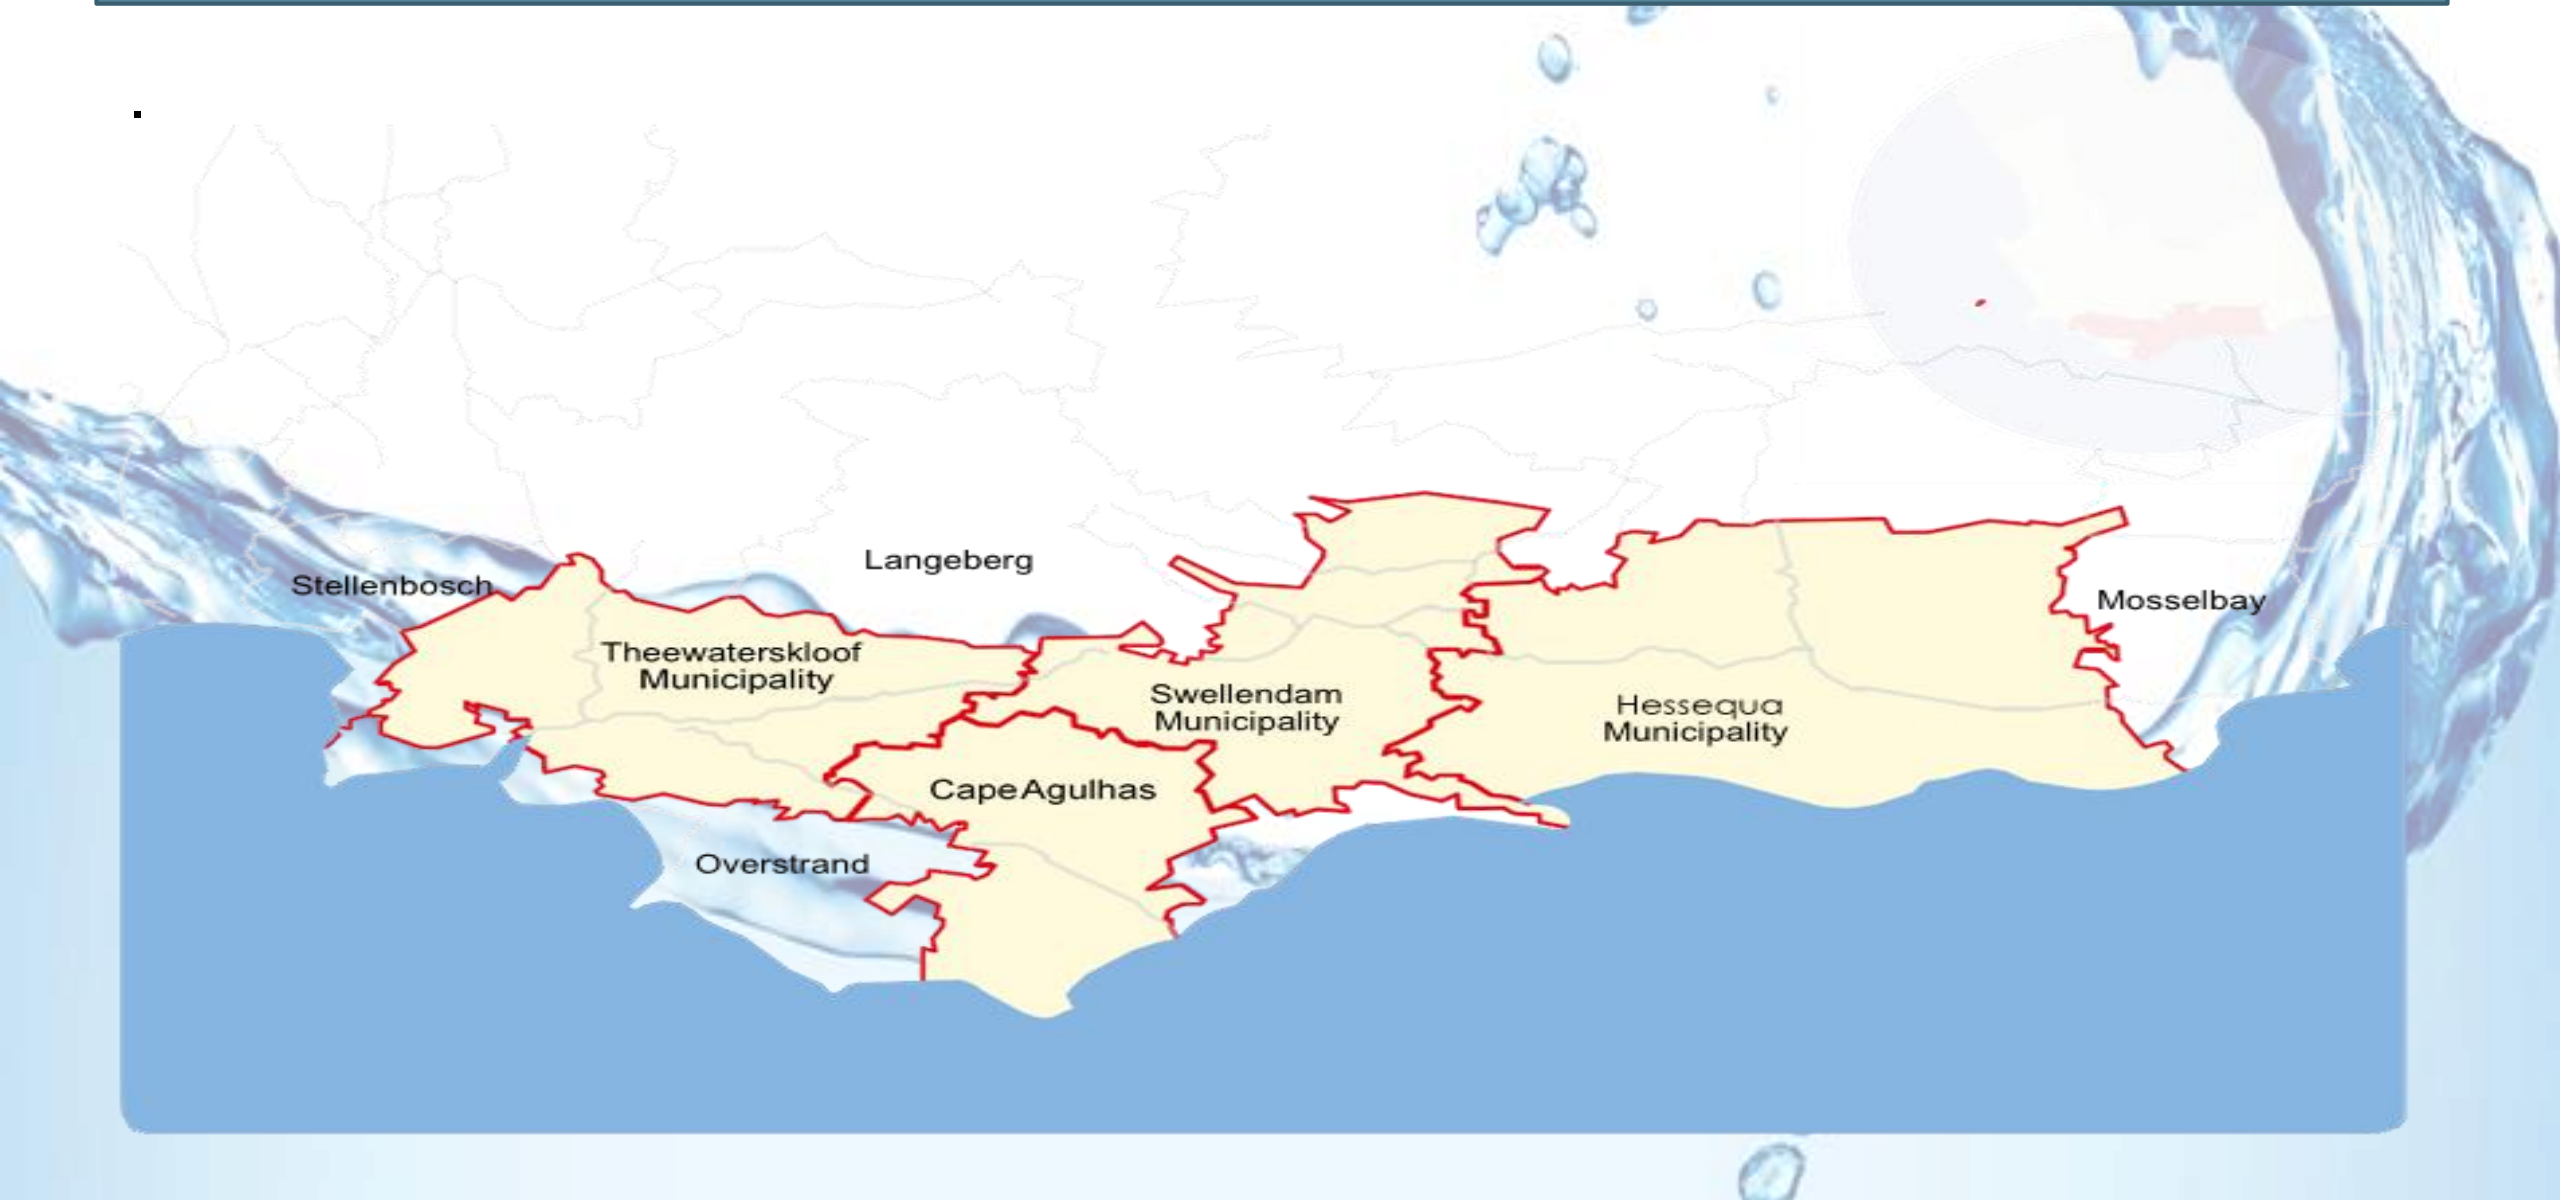 Langeberg
Stellenbosch
Mosselbay
Theewaterskloof
Municipality
Swellendam
Municipality
Hessequa
Municipality
Cape Agulhas
Overstrand